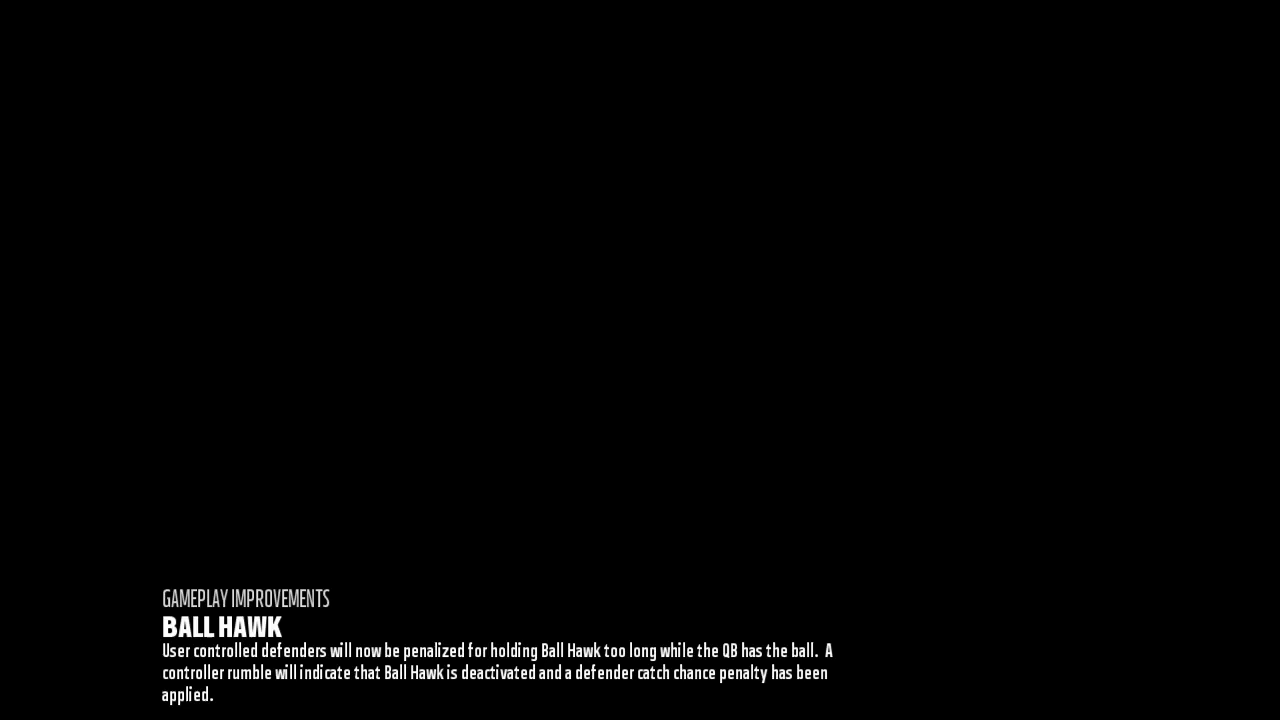 GAMEPLAY IMPROVEMENTS
BALL HAWK
User controlled defenders will now be penalized for holding Ball Hawk too long while the QB has the ball.  A
controller rumble will indicate that Ball Hawk is deactivated and a defender catch chance penalty has been
applied.